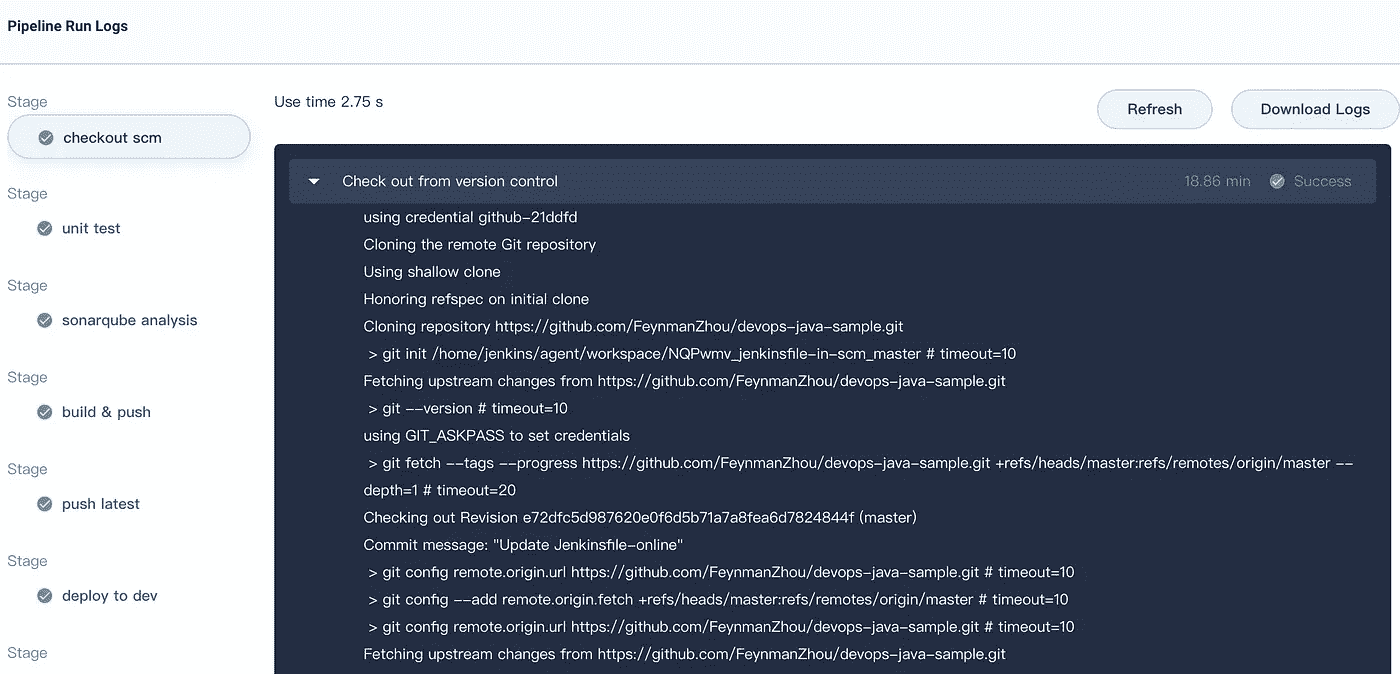 Pipeline Run Logs
Stage
checkout scm
Stage
unit test
Stage
sonarqube analysis
Stage
build & push
Stage
push latest
Stage
deploy to dev
Stage
Use time 2.75 s
Refresh
Download Logs
Check out from version control
18.86 min
Success
using credential github-21ddfd
Cloning the remote Git repository
Using shallow clone
Honoring refspec on initial clone
Cloning repository https://github.com/FeynmanZhou/devops-java-sample.git
> git init /home/jenkins/agent/workspace/NQPwmv_jenkinsfile-in-scm_master # timeout=10
Fetching upstream changes from https://github.com/FeynmanZhou/devops-java-sample.git
> git --version # timeout=10
using GIT_ASKPASS to set credentials
> git fetch --tags --progress https://github.com/FeynmanZhou/devops-java-sample.git +refs/heads/master:refs/remotes/origin/master --
depth=1 # timeout=20
Checking out Revision e72dfc5d987620e0f6d5b71a7a8fea6d7824844f (master)
Commit message: "Update Jenkinsfile-online"
> git config remote.origin.url https://github.com/FeynmanZhou/devops-java-sample.git # timeout=10
> git config --add remote.origin.fetch +refs/heads/master:refs/remotes/origin/master # timeout=10
> git config remote.origin.url https://github.com/FeynmanZhou/devops-java-sample.git # timeout=10
Fetching upstream changes from https://github.com/FeynmanZhou/devops-java-sample.git